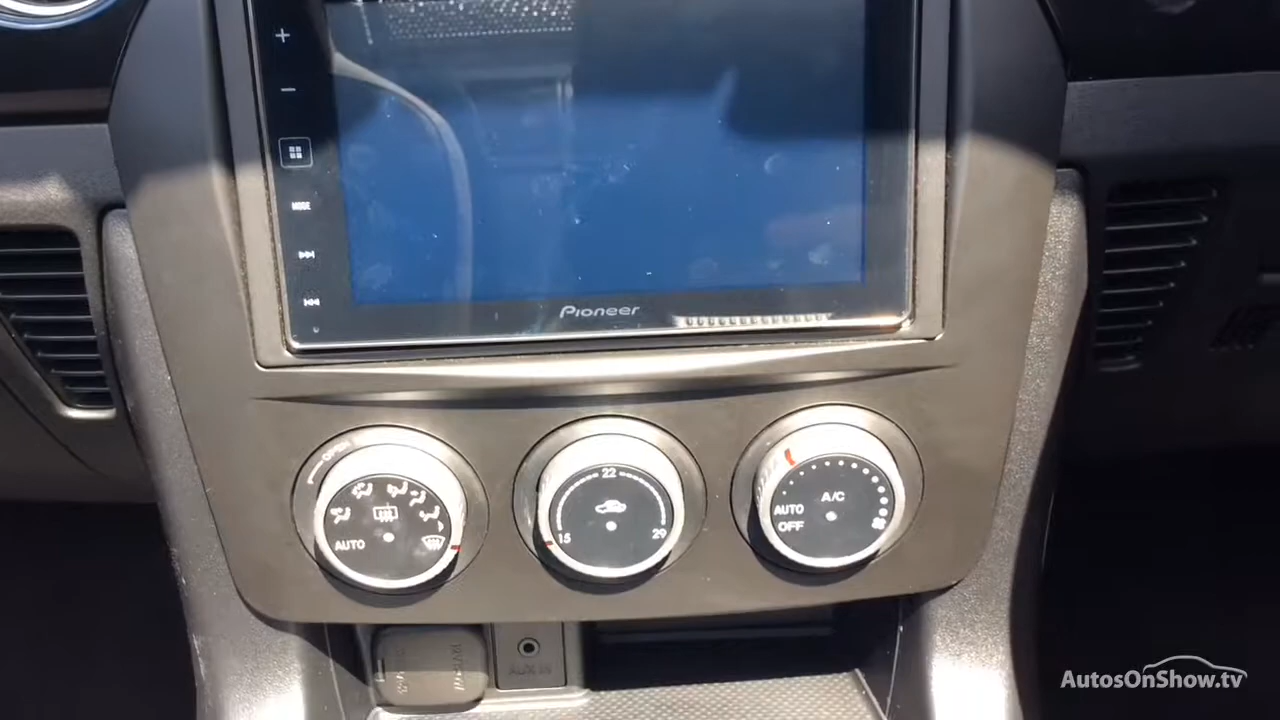 MODE
Pioneer
OPEN
AUTO
22
15
29
A/C
AUTO
OFF
AUX IN
AutosOnShow.tv